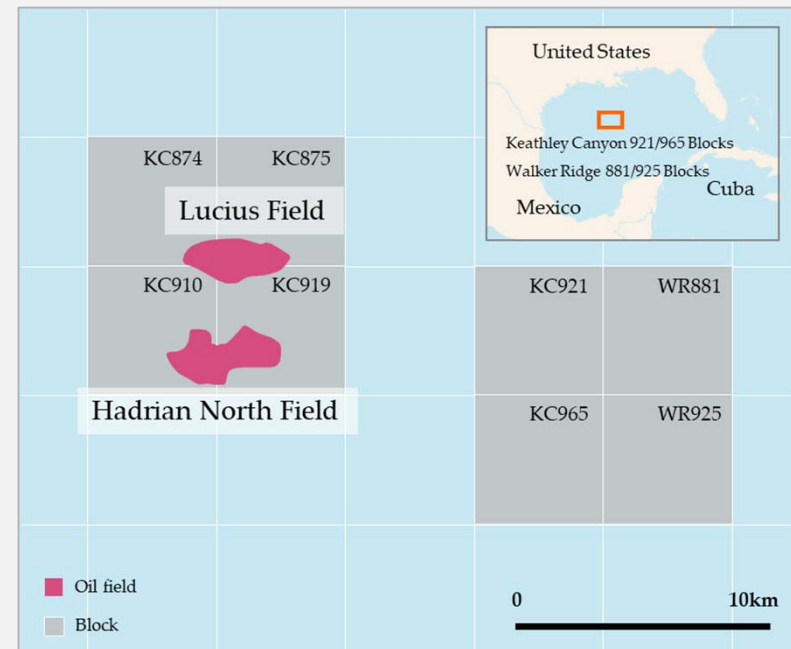 United States
Keathley Canyon 921/965 Blocks
Walker Ridge 881/925 Blocks
Cuba
Mexico
KC874
KC875
Lucius Field
KC910
KC919
KC921
WR881
Hadrian North Field
KC965
WR925
Oil field
Block
0
10km